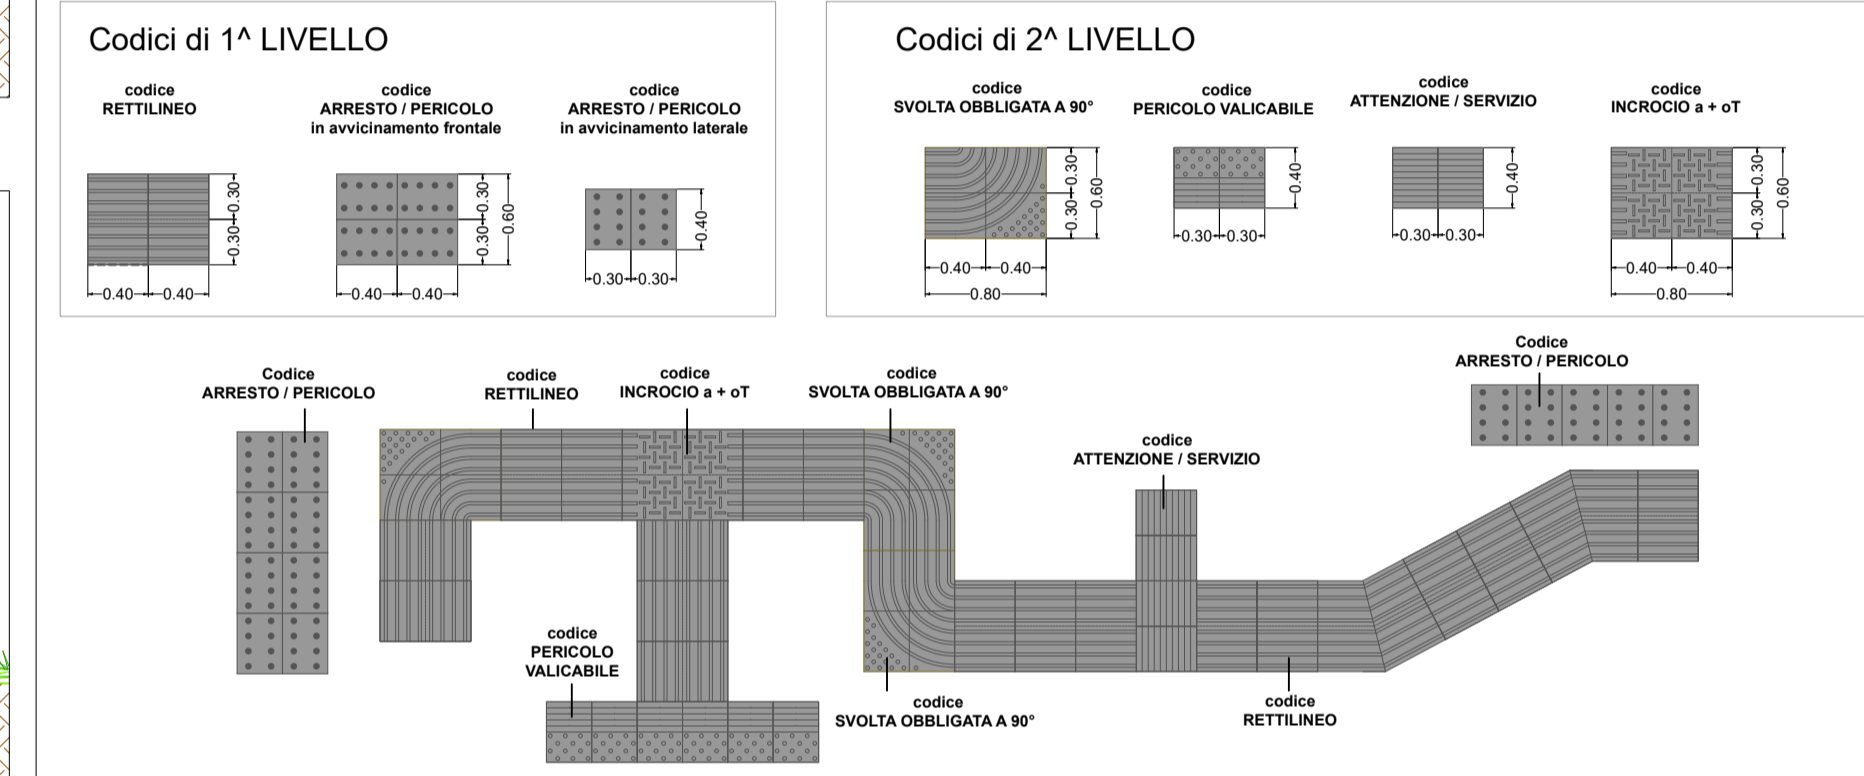 Codici di 1^ LIVELLO
codice
RETTILINEO
codice
ARRESTO / PERICOLO
in avvicinamento frontale
codice
ARRESTO / PERICOLO
in avvicinamento laterale
0.30
0.30
0.40
0.40
0.30
0.30
0.60
0.40
0.40
0.40
0.30
0.30
Codici di 2^ LIVELLO
codice
SVOLTA OBBLIGATA A 90°
codice
PERICOLO VALICABILE
codice
ATTENZIONE / SERVIZIO
codice
INCROCIO a + oT
0.30
0.30
0.60
0.40
0.40
0.80
0.40
0.30
0.30
0.40
0.30
0.30
0.30
0.30
0.60
0.40
0.40
0.80
Codice
ARRESTO / PERICOLO
codice
RETTILINEO
codice
INCROCIO a + oT
codice
SVOLTA OBBLIGATA A 90°
codice
ATTENZIONE / SERVIZIO
Codice
ARRESTO / PERICOLO
codice
PERICOLO
VALICABILE
codice
SVOLTA OBBLIGATA A 90°
codice
RETTILINEO